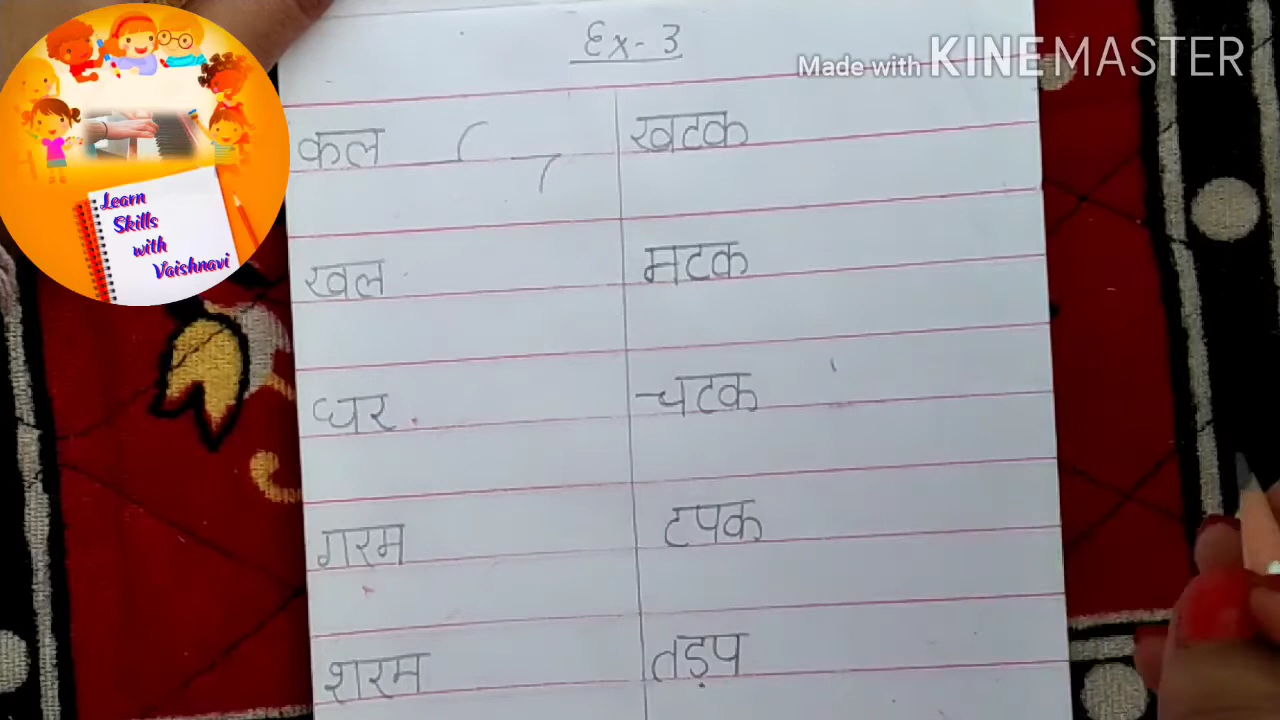 Ex-3
Made with KINEMASTER
Learn
Skills
with
Vaishnavi
कल
खटक
खल
मटक
घर
चटक
गरम
टपक
शरम
तड़प